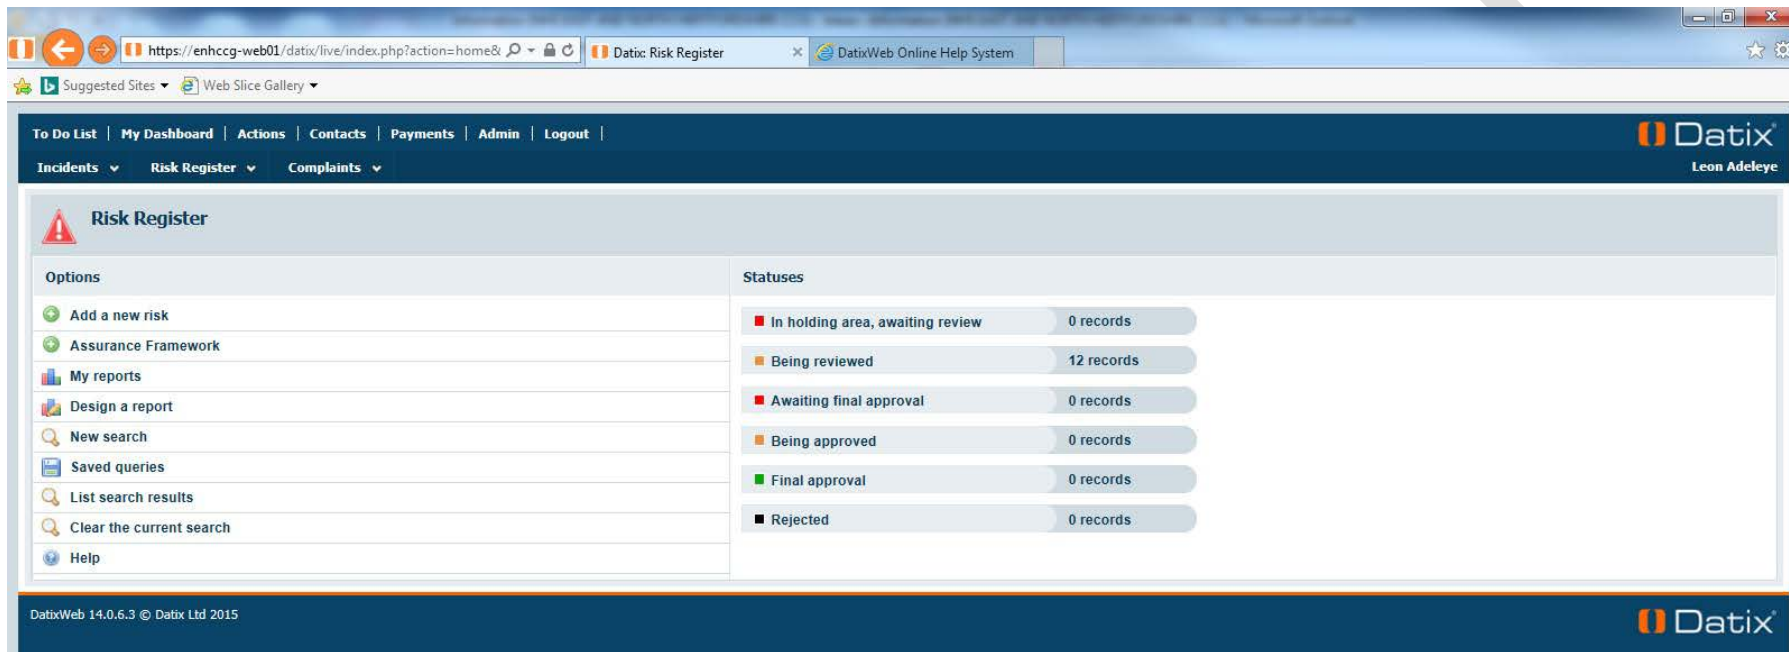 https://enhccg-web01/datix/live/index.php?action=home&
Datix: Risk Register
DatixWeb Online Help System
Suggested Sites
Web Slice Gallery
To Do List | My Dashboard | Actions | Contacts | Payments | Admin | Logout |
Datix
Incidents Risk Register Complaints
Leon Adeleye
Risk Register
Options
Add a new risk
Assurance Framework
My reports
Design a report
New search
Saved queries
List search results
Clear the current search
Help
Statuses
In holding area, awaiting review 0 records
Being reviewed 12 records
Awaiting final approval 0 records
Being approved 0 records
Final approval 0 records
Rejected 0 records
DatixWeb 14.0.6.3 © Datix Ltd 2015
Datix